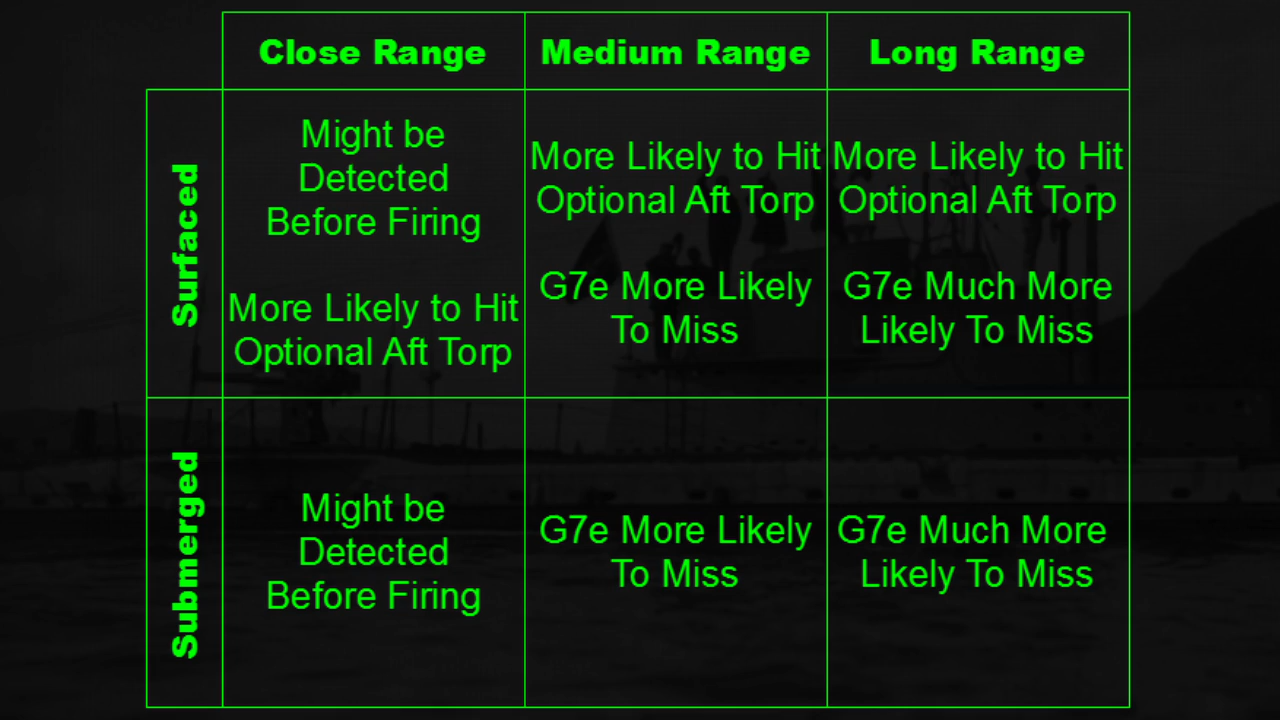 Close Range
Medium Range
Long Range
Surfaced
Might be
Detected
Before Firing
More Likely to Hit
Optional Aft Torp
More Likely to Hit
Optional Aft Torp
G7e More Likely
To Miss
More Likely to Hit
Optional Aft Torp
G7e Much More
Likely To Miss
Submerged
Might be
Detected
Before Firing
G7e More Likely
To Miss
G7e Much More
Likely To Miss